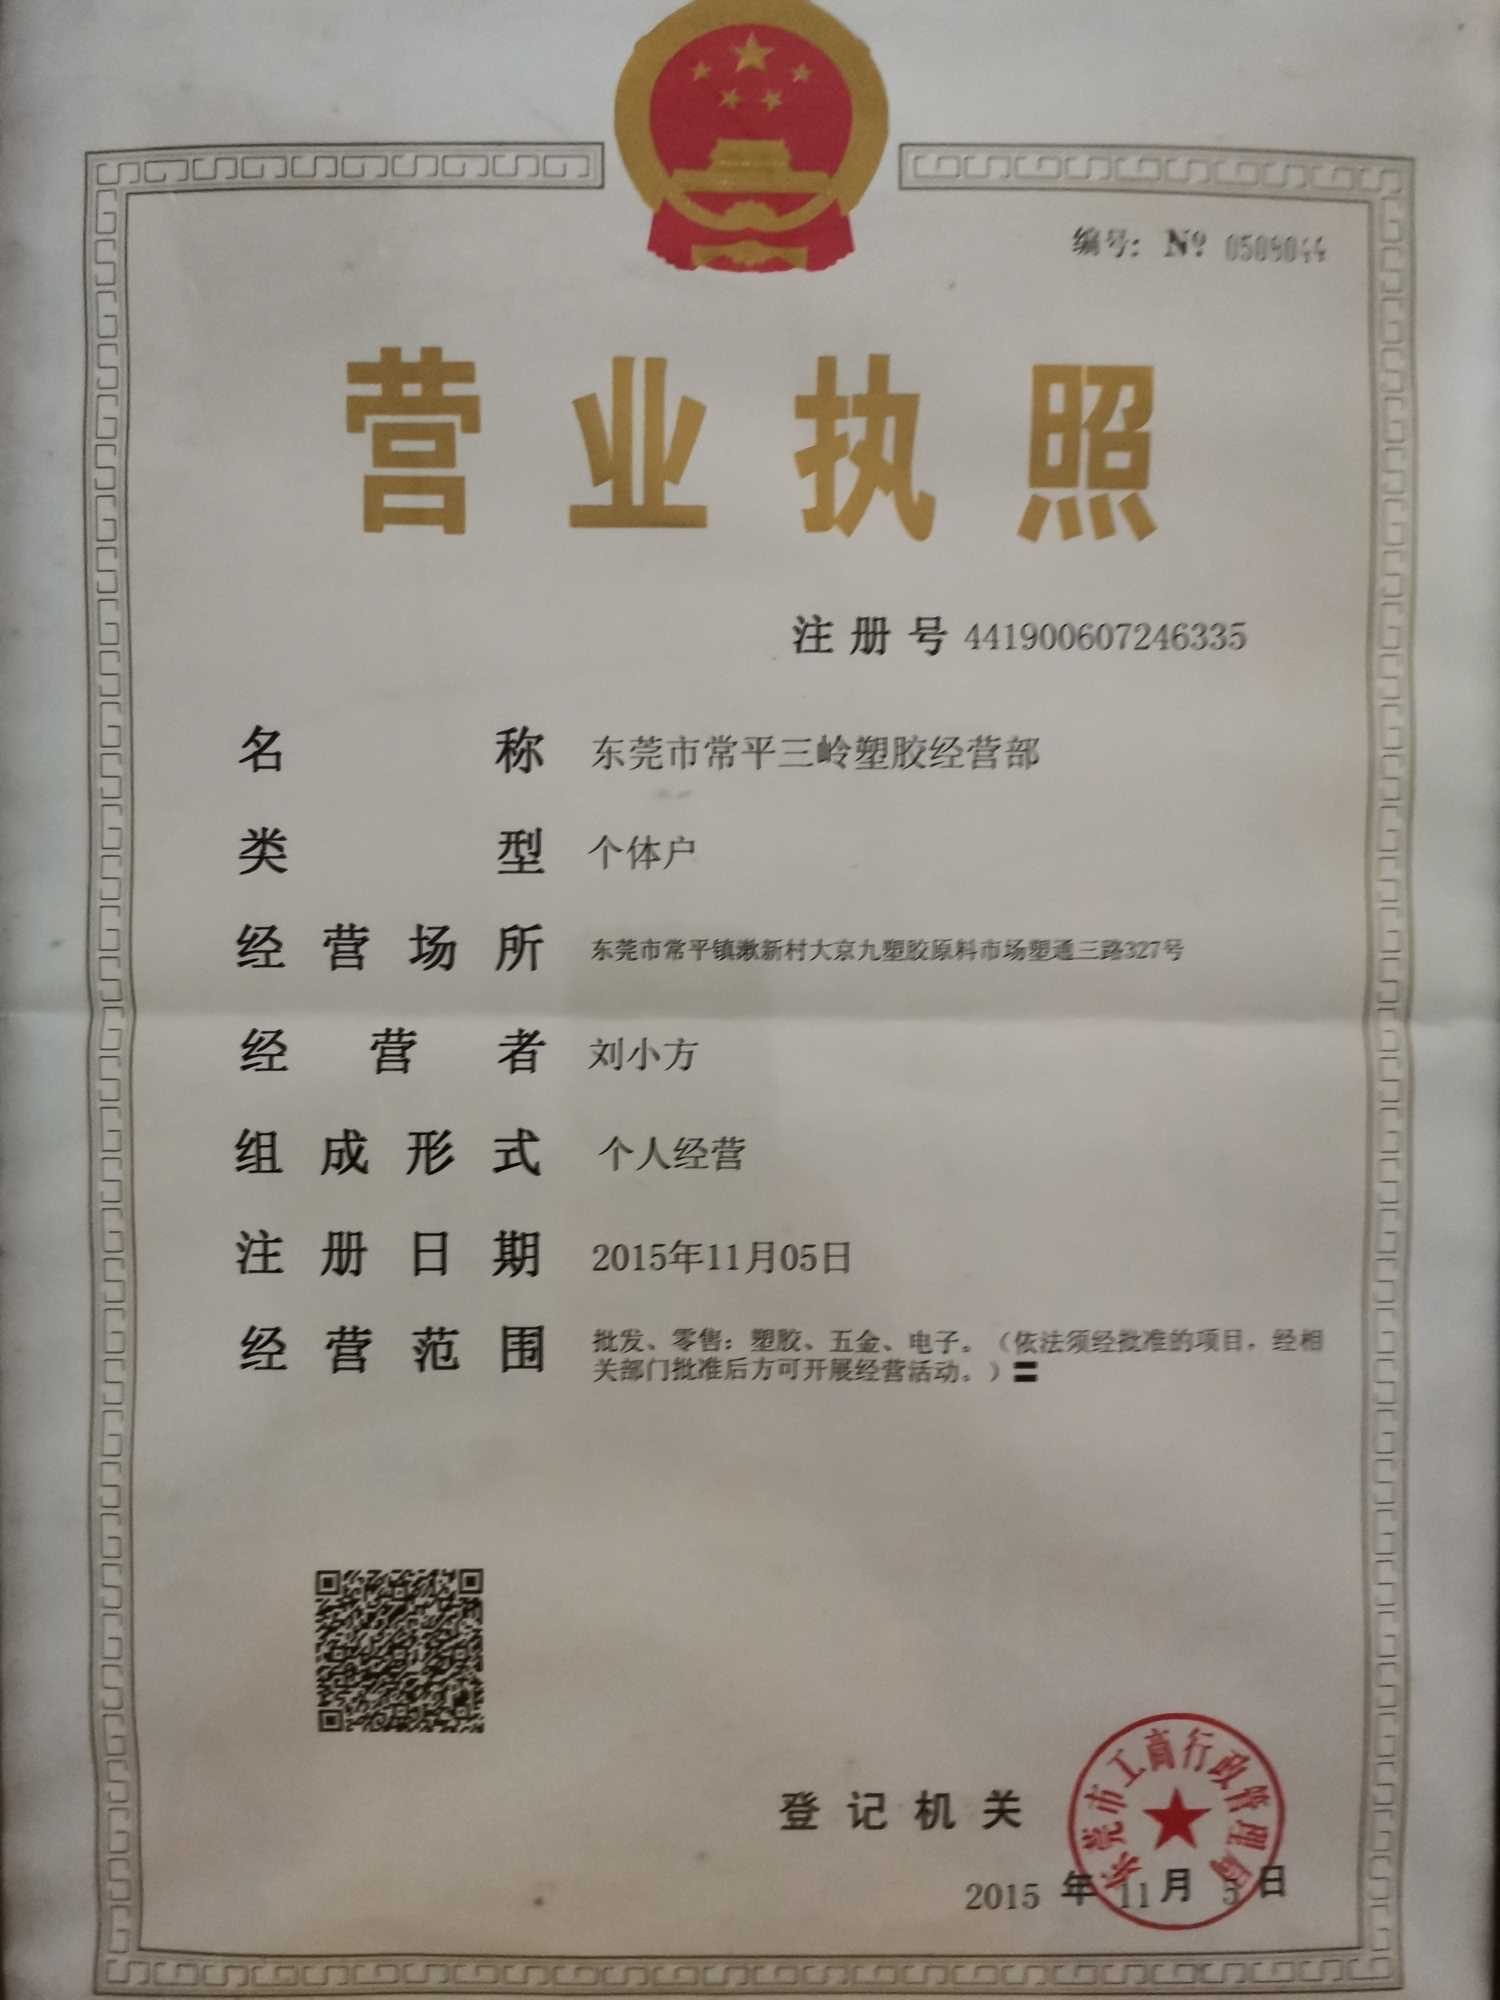 编号: № 0509044
营业执照
注册号 441900607246335
名称 东莞市常平三岭塑胶经营部
类型 个体户
经营场所 东莞市常平镇漱新村大京九塑胶原料市场塑通三路327号
经营者 刘小方
组成形式 个人经营
注册日期 2015年11月05日
经营范围 批发、零售：塑胶、五金、电子。（依法须经批准的项目，经相
关部门批准后方可开展经营活动。）〓
登记机关
东莞市工商行政管理局
2015 年 11 月 5 日